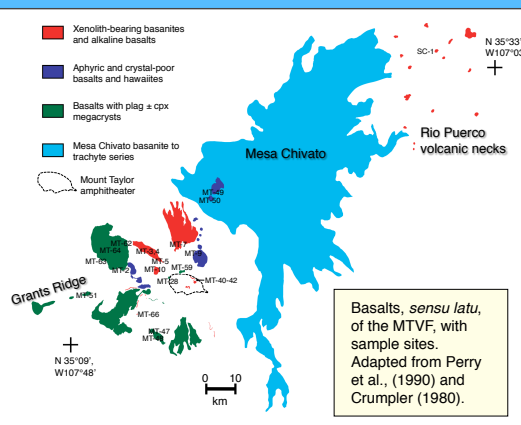 Xenolith-bearing basanites
and alkaline basalts
Aphyric and crystal-poor
basalts and hawaiites
Basalts with plag ± cpx
megacrysts
Mesa Chivato basanite to
trachyte series
Mount Taylor
amphitheater
SC-1
N 35°33'
W107°03
Rio Puerco
volcanic necks
Mesa Chivato
MT-49
MT-50
MT-62
MT-64
MT-63
MT-2
MT-3,4
MT-7
MT-9
MT-5
MT-10
MT-59
MT-28
MT-40-42
Grants Ridge
MT-51
MT-66
MT-47
MT-48
N 35°09',
W107°48'
0 10
km
Basalts, sensu latu,
of the MTVF, with
sample sites.
Adapted from Perry
et al., (1990) and
Crumpler (1980).